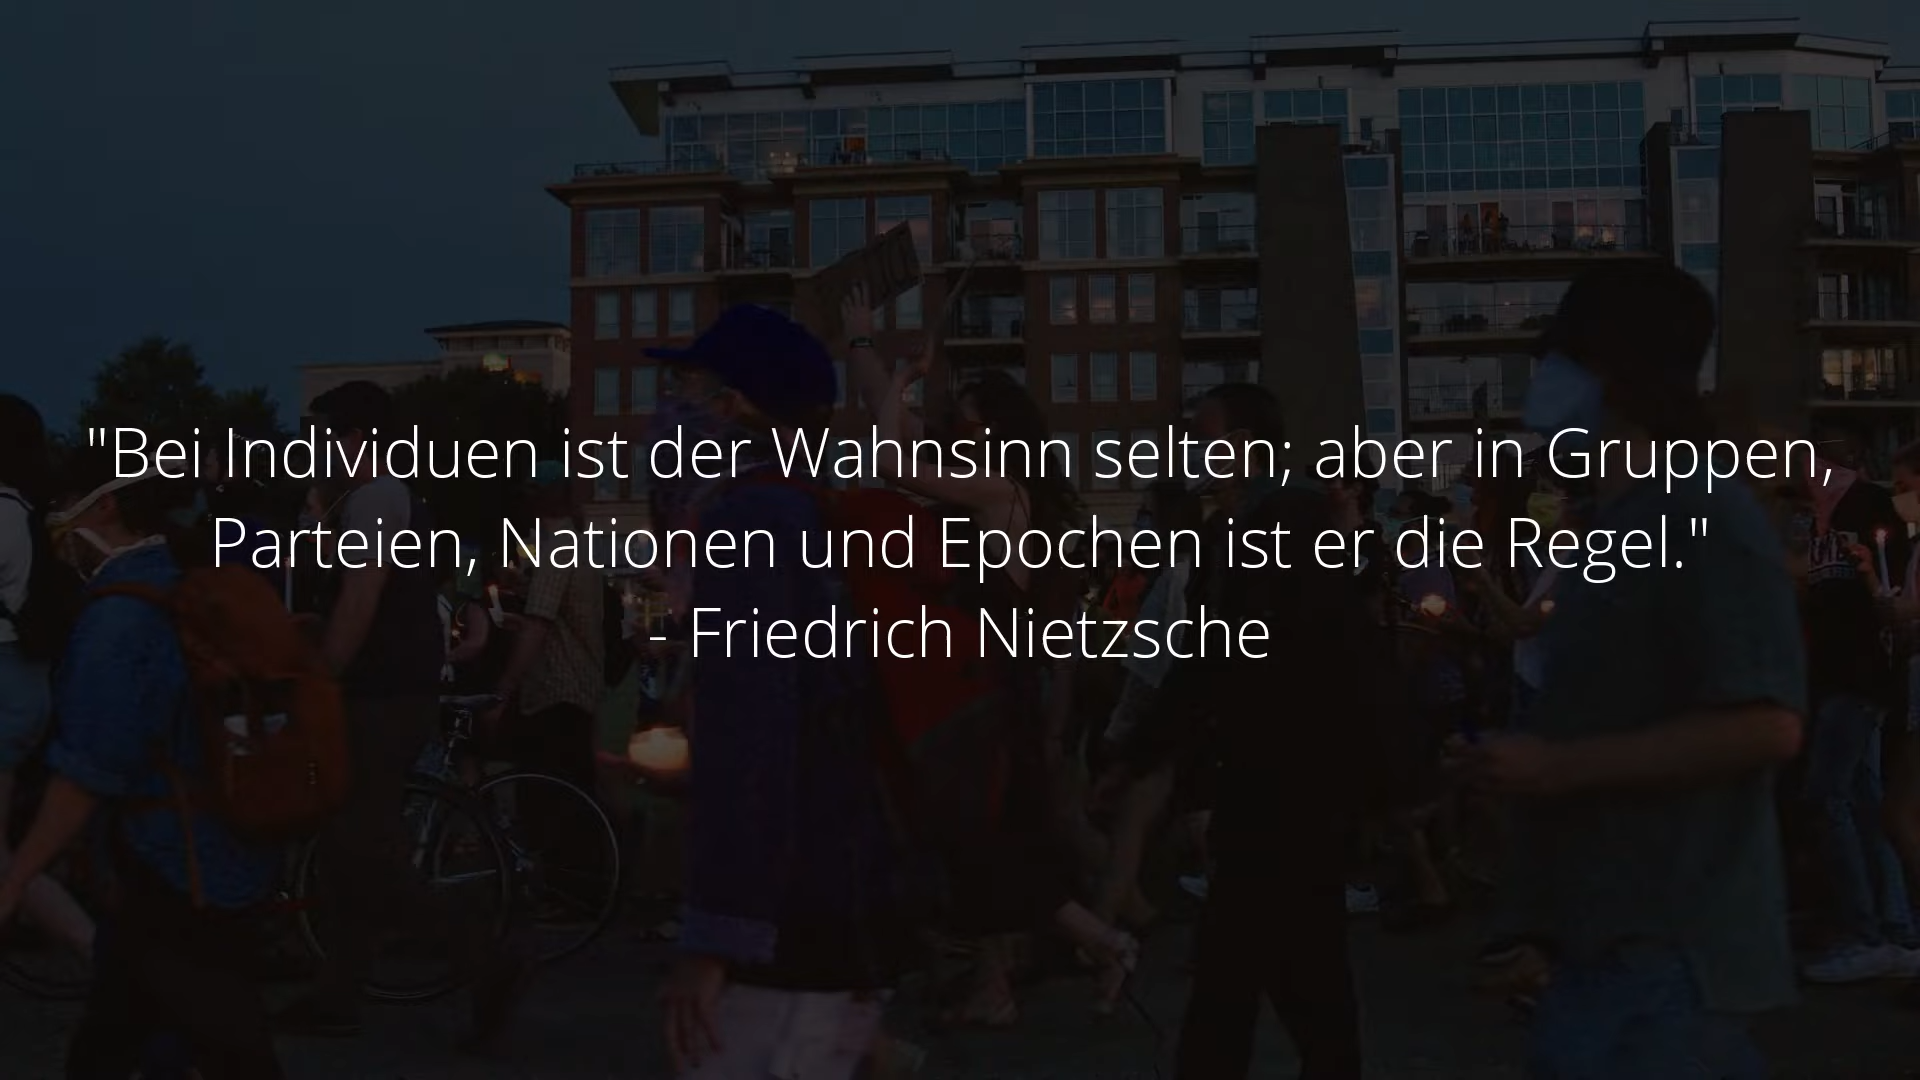 "Bei Individuen ist der Wahnsinn selten; aber in Gruppen,
Parteien, Nationen und Epochen ist er die Regel."
- Friedrich Nietzsche